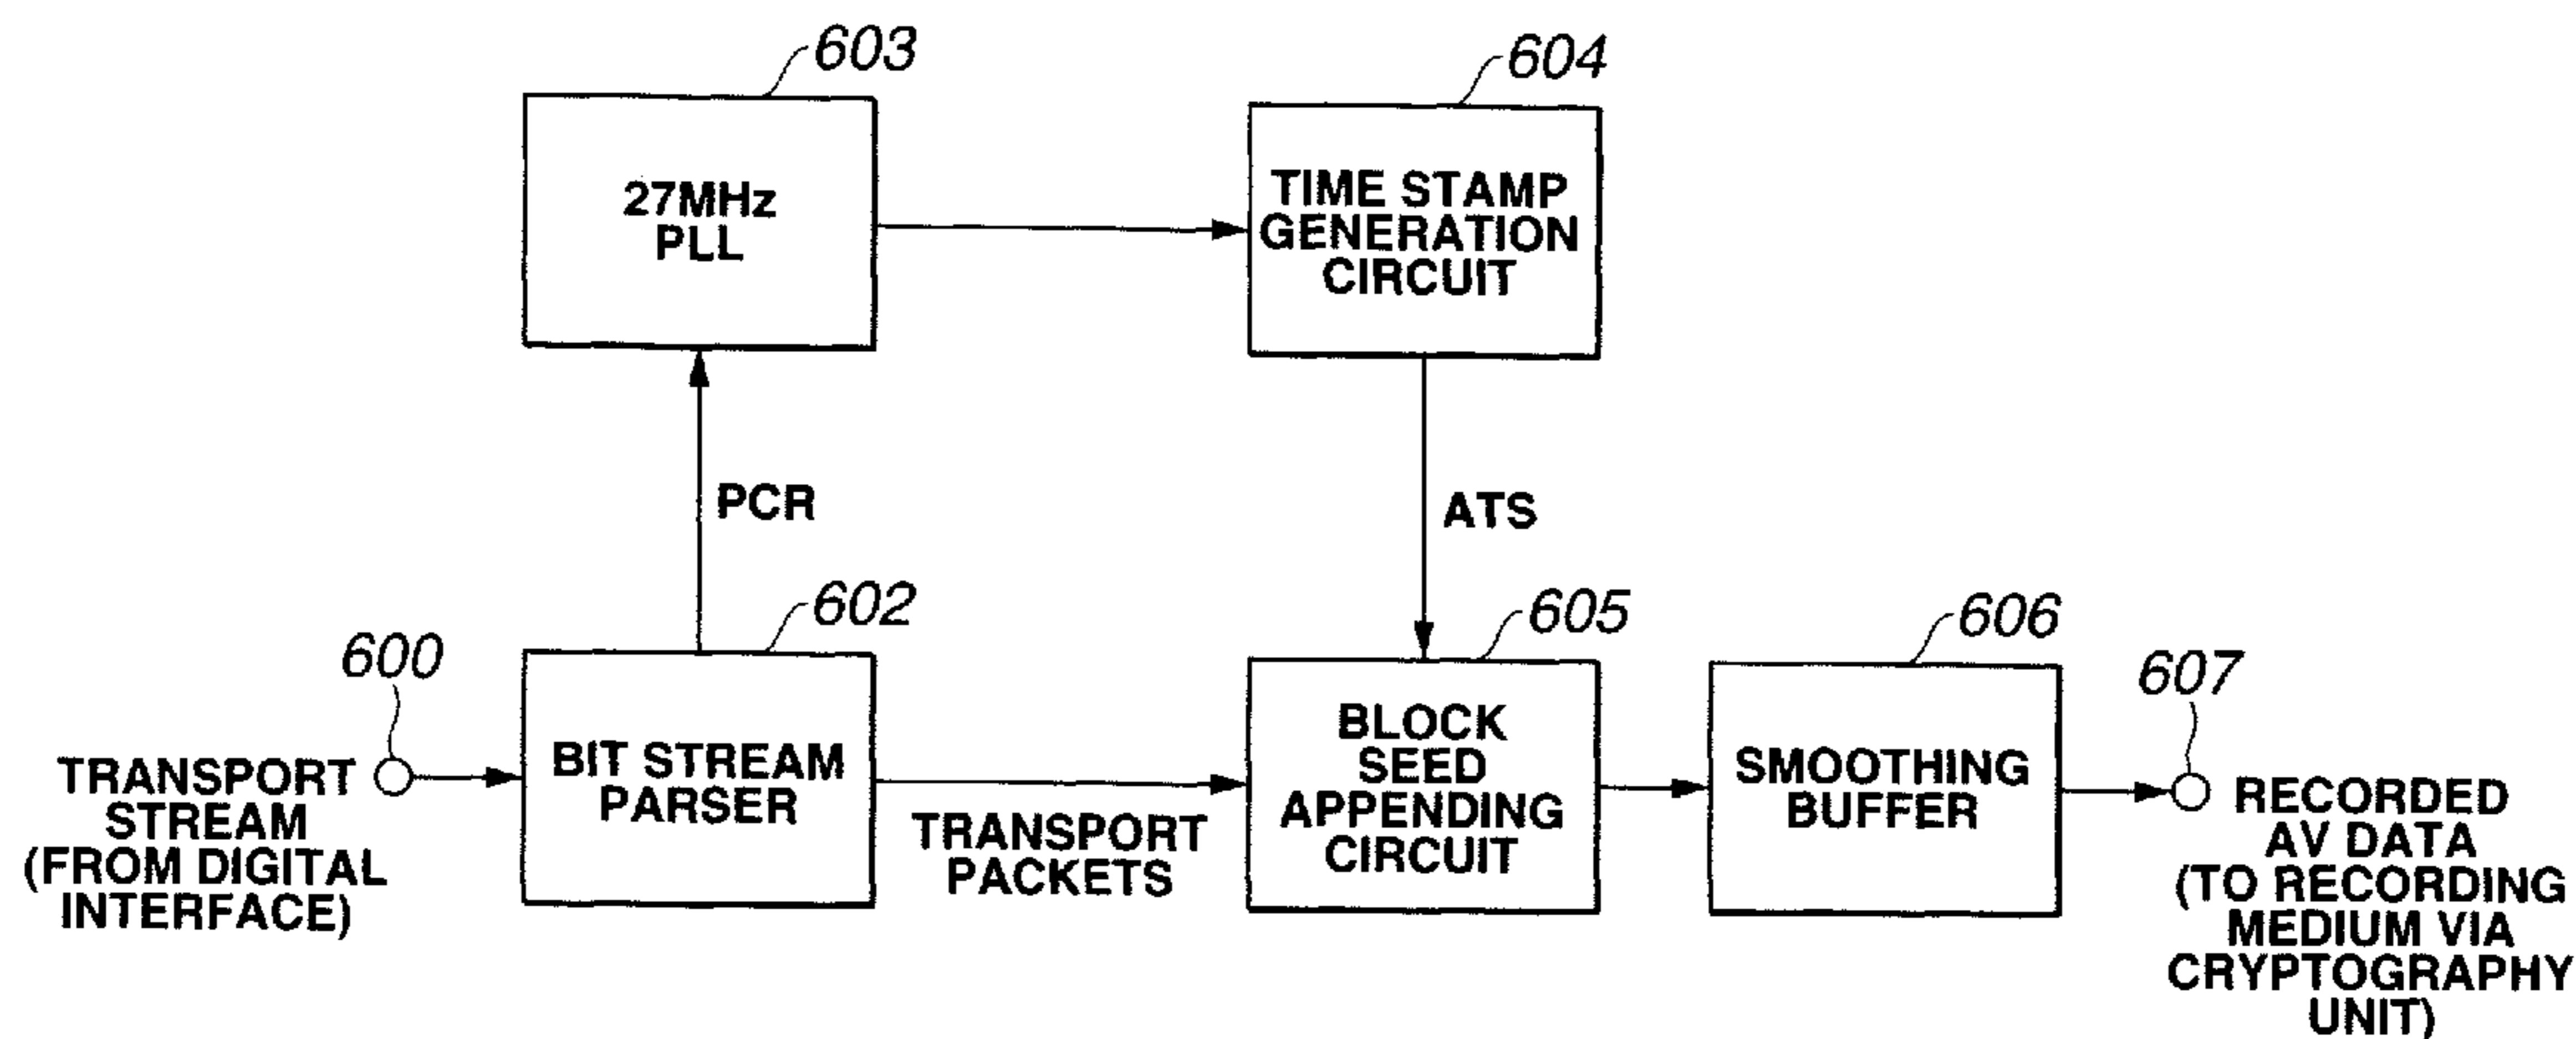 603
604
27MHz
PLL
TIME STAMP
GENERATION
CIRCUIT
PCR
ATS
600
602
605
606
607
TRANSPORT
STREAM
(FROM DIGITAL
INTERFACE)
BIT STREAM
PARSER
TRANSPORT
PACKETS
BLOCK
SEED
APPENDING
CIRCUIT
SMOOTHING
BUFFER
RECORDED
AV DATA
(TO RECORDING
MEDIUM VIA
CRYPTOGRAPHY
UNIT)